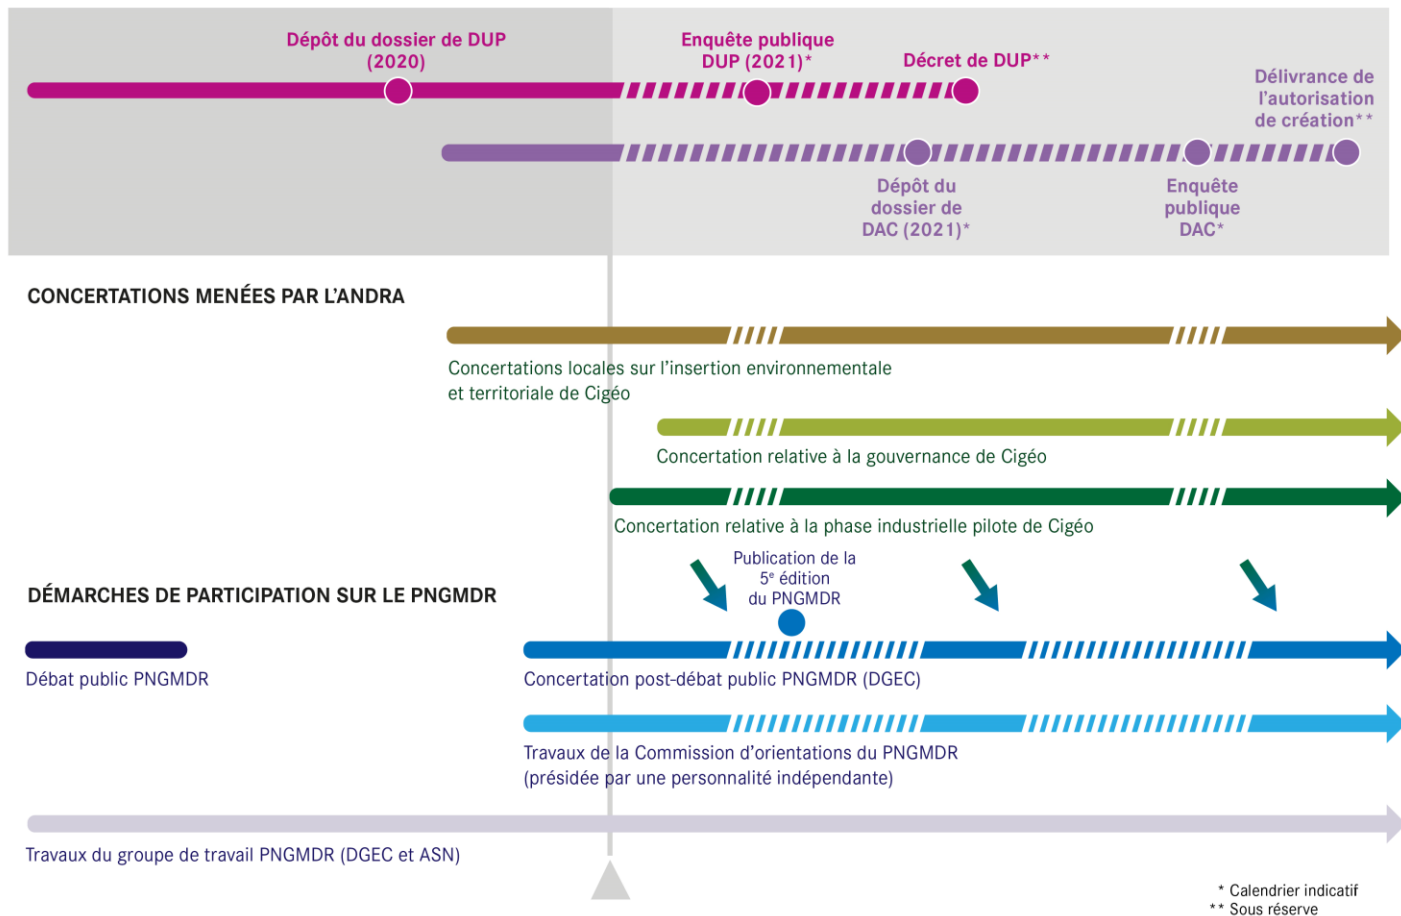 Dépôt du dossier de DUP
(2020)
Enquête publique
DUP (2021)*
Décret de DUP**
Délivrance de
l’autorisation
de création**
Dépôt du
dossier de
DAC (2021)*
Enquête
publique
DAC*
CONCERTATIONS MENÉES PAR L’ANDRA
Concertations locales sur l’insertion environnementale
et territoriale de Cigéo
Concertation relative à la gouvernance de Cigéo
Concertation relative à la phase industrielle pilote de Cigéo
Publication de la
5e édition
du PNGMDR
DÉMARCHES DE PARTICIPATION SUR LE PNGMDR
Débat public PNGMDR
Concertation post-débat public PNGMDR (DGEC)
Travaux de la Commission d’orientations du PNGMDR
(présidée par une personnalité indépendante)
Travaux du groupe de travail PNGMDR (DGEC et ASN)
* Calendrier indicatif
** Sous réserve